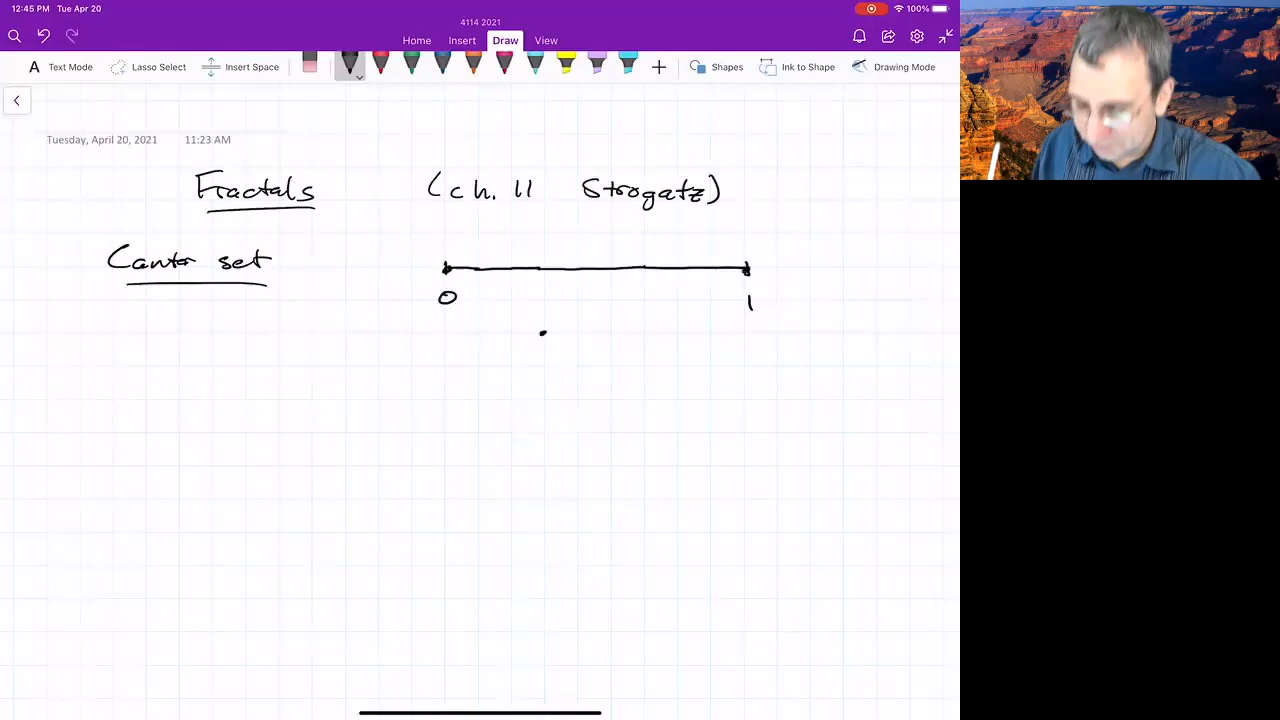 12:45 PM Tue Apr 20
100%
4114 2021
Home Insert Draw View
A Text Mode Lasso Select Insert Space Shapes Ink to Shape Drawing Mode
Tuesday, April 20, 2021 11:23 AM
Fractals (ch. 11 Strogatz)
Cantor set
0 1